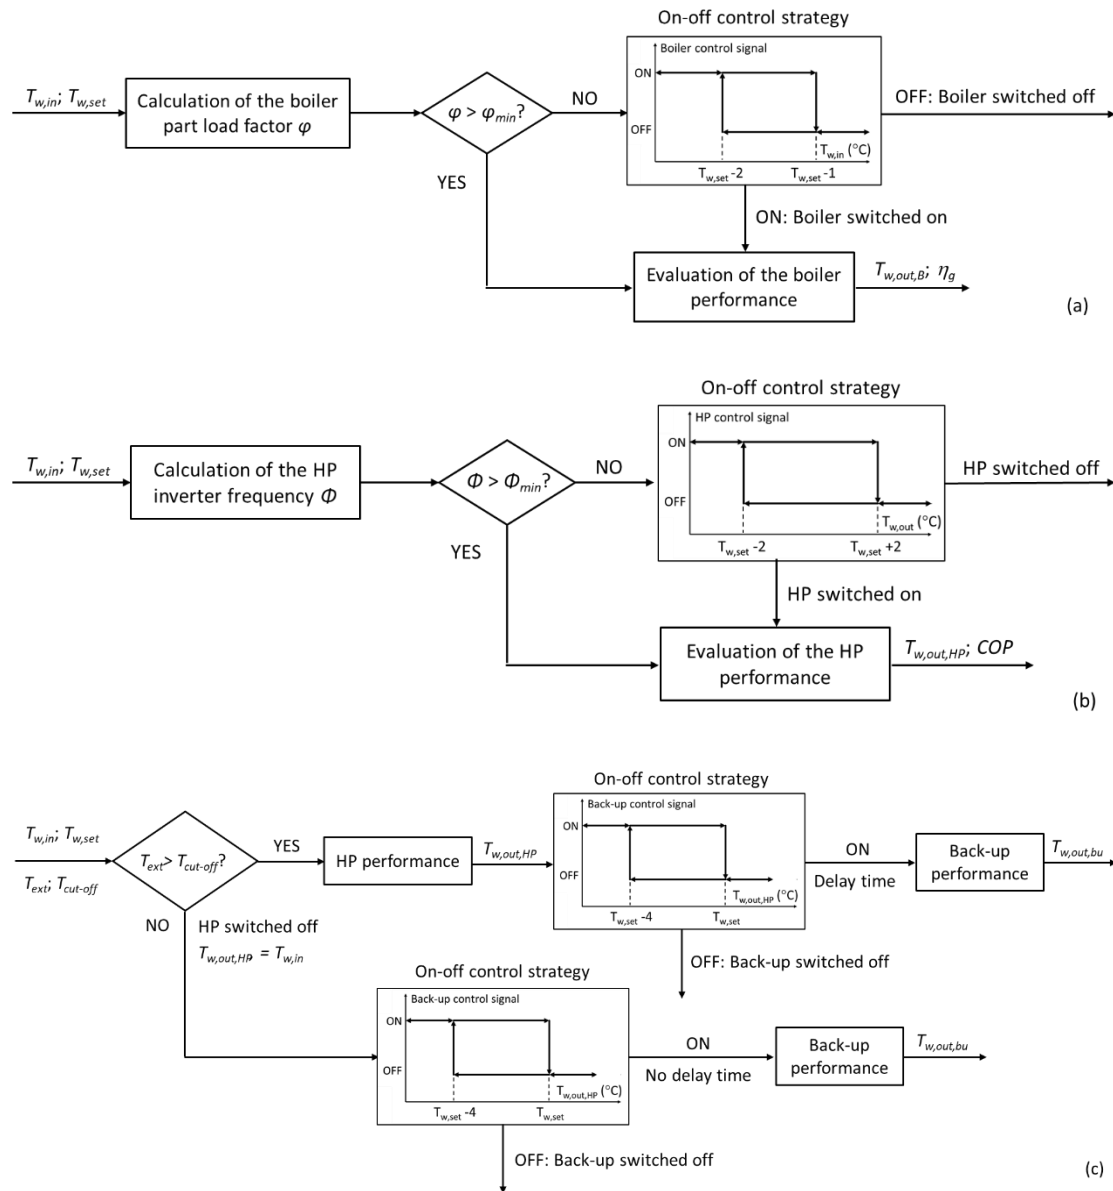 On-off control strategy
Boiler control signal
ON
OFF
T_w,in (°C)
T_w,set -2
T_w,set -1
T_w,in; T_w,set
Calculation of the boiler
part load factor φ
φ > φ_min?
NO
YES
OFF: Boiler switched off
ON: Boiler switched on
Evaluation of the boiler
performance
T_w,out,B; η_g
(a)
On-off control strategy
HP control signal
ON
OFF
T_w,out (°C)
T_w,set -2
T_w,set +2
T_w,in; T_w,set
Calculation of the HP
inverter frequency Φ
Φ > Φ_min?
NO
YES
HP switched off
HP switched on
Evaluation of the HP
performance
T_w,out,HP; COP
(b)
On-off control strategy
Back-up control signal
ON
OFF
T_w,out,HP (°C)
T_w,set -4
T_w,set
T_w,in; T_w,set
T_ext; T_cut-off
T_ext> T_cut-off?
YES
HP performance
T_w,out,HP
ON
Delay time
Back-up
performance
T_w,out,bu
OFF: Back-up switched off
NO
HP switched off
T_w,out,HP = T_w,in
On-off control strategy
Back-up control signal
ON
OFF
T_w,out,HP (°C)
T_w,set -4
T_w,set
ON
No delay time
Back-up
performance
T_w,out,bu
OFF: Back-up switched off
(c)